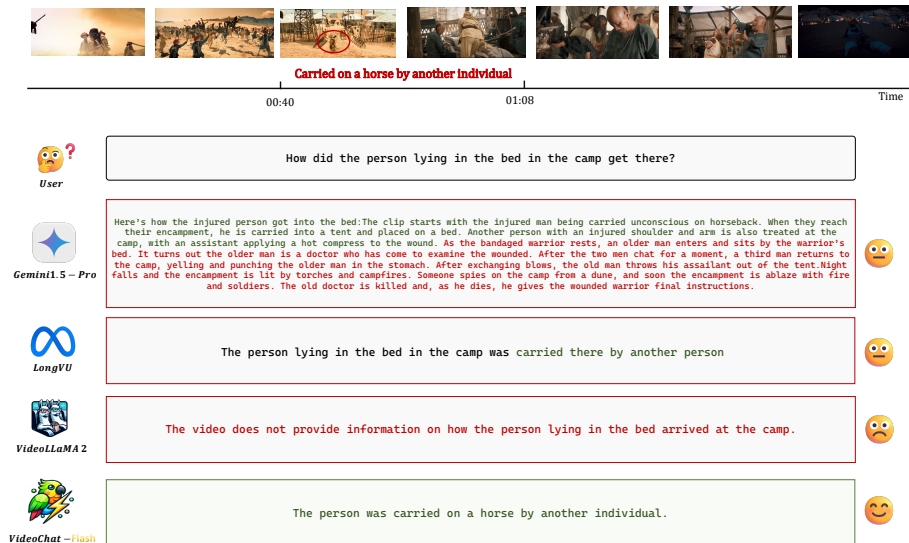 Carried on a horse by another individual
00:40
01:08
Time
How did the person lying in the bed in the camp get there?
User
Here's how the injured person got into the bed:The clip starts with the injured man being carried unconscious on horseback. When they reach
their encampment, he is carried into a tent and placed on a bed. Another person with an injured shoulder and arm is also treated at the
camp, with an assistant applying a hot compress to the wound. As the bandaged warrior rests, an older man enters and sits by the warrior's
bed. It turns out the older man is a doctor who has come to examine the wounded. After the two men chat for a moment, a third man returns to
the camp, yelling and punching the older man in the stomach. After exchanging blows, the old man throws his assailant out of the tent.Night
falls and the encampment is lit by torches and campfires. Someone spies on the camp from a dune, and soon the encampment is ablaze with fire
and soldiers. The old doctor is killed and, as he dies, he gives the wounded warrior final instructions.
Gemini1.5 – Pro
The person lying in the bed in the camp was carried there by another person
LongVU
The video does not provide information on how the person lying in the bed arrived at the camp.
VideoLLaMA 2
The person was carried on a horse by another individual.
VideoChat –Flash